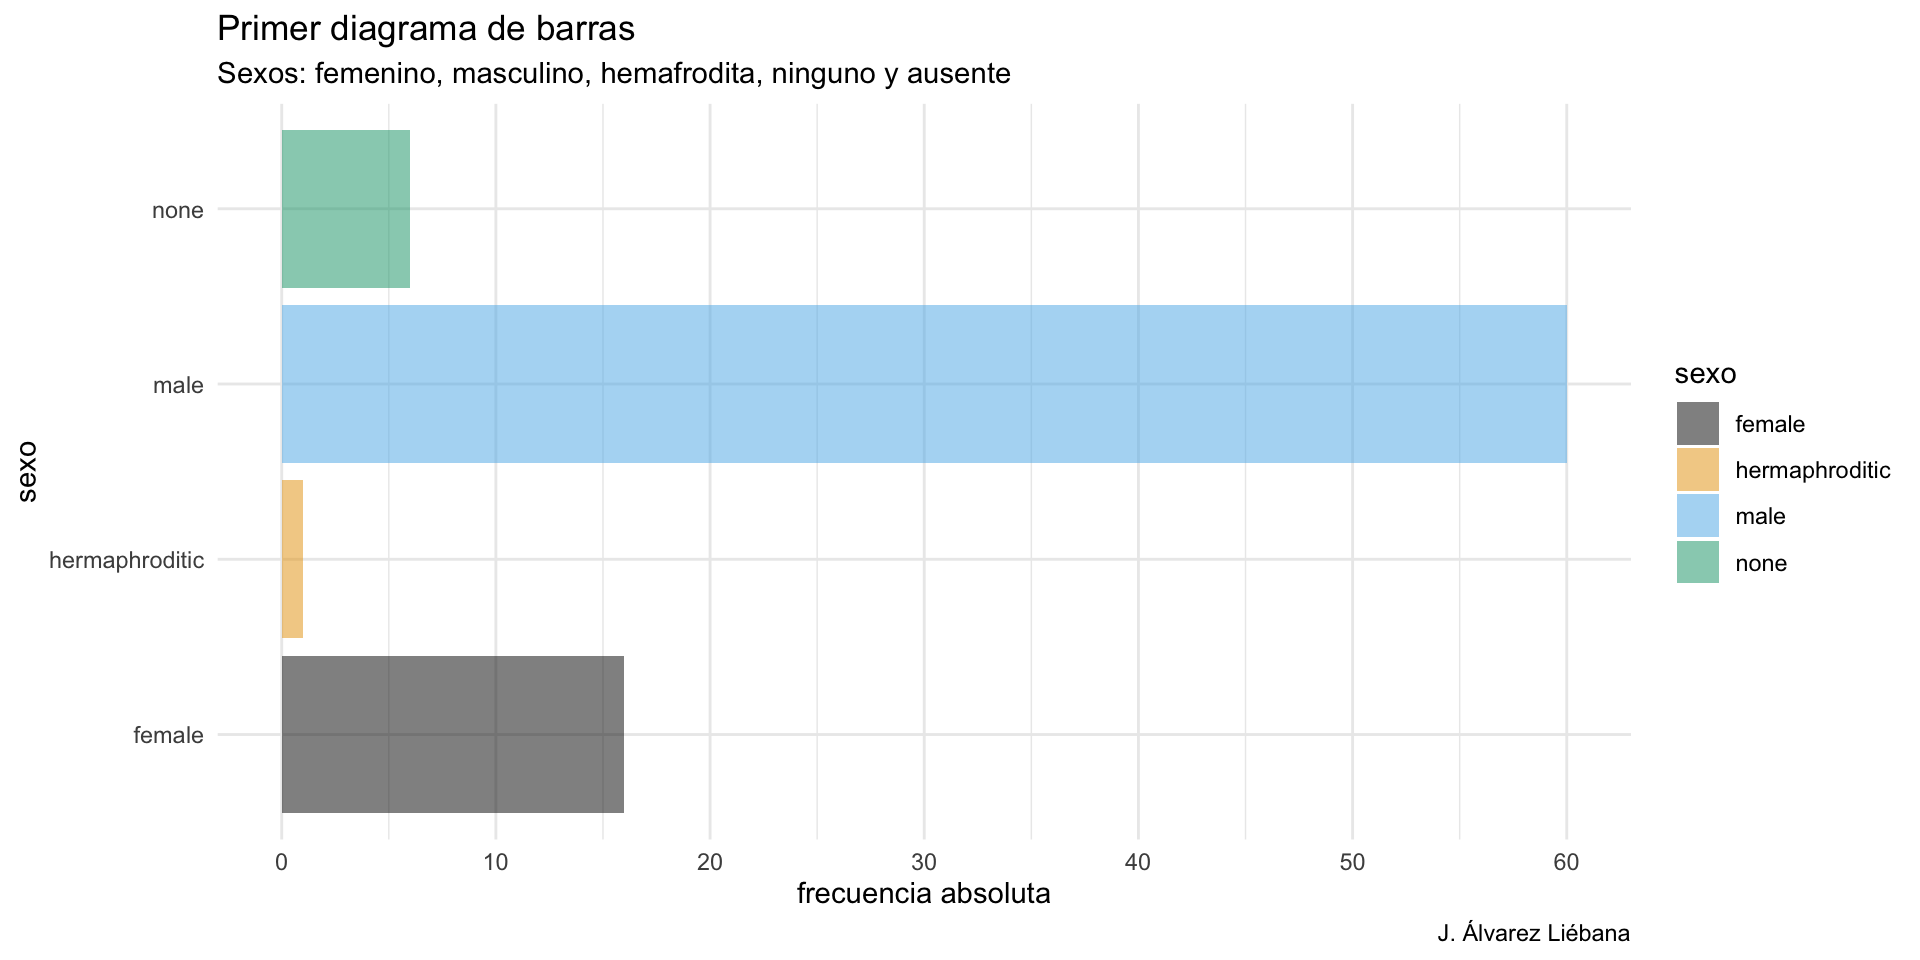 Primer diagrama de barras
Sexos: femenino, masculino, hemafrodita, ninguno y ausente
none
male
hermaphroditic
female
sexo
0 10 20 30 40 50 60
frecuencia absoluta
sexo
female
hermaphroditic
male
none
J. Álvarez Liébana